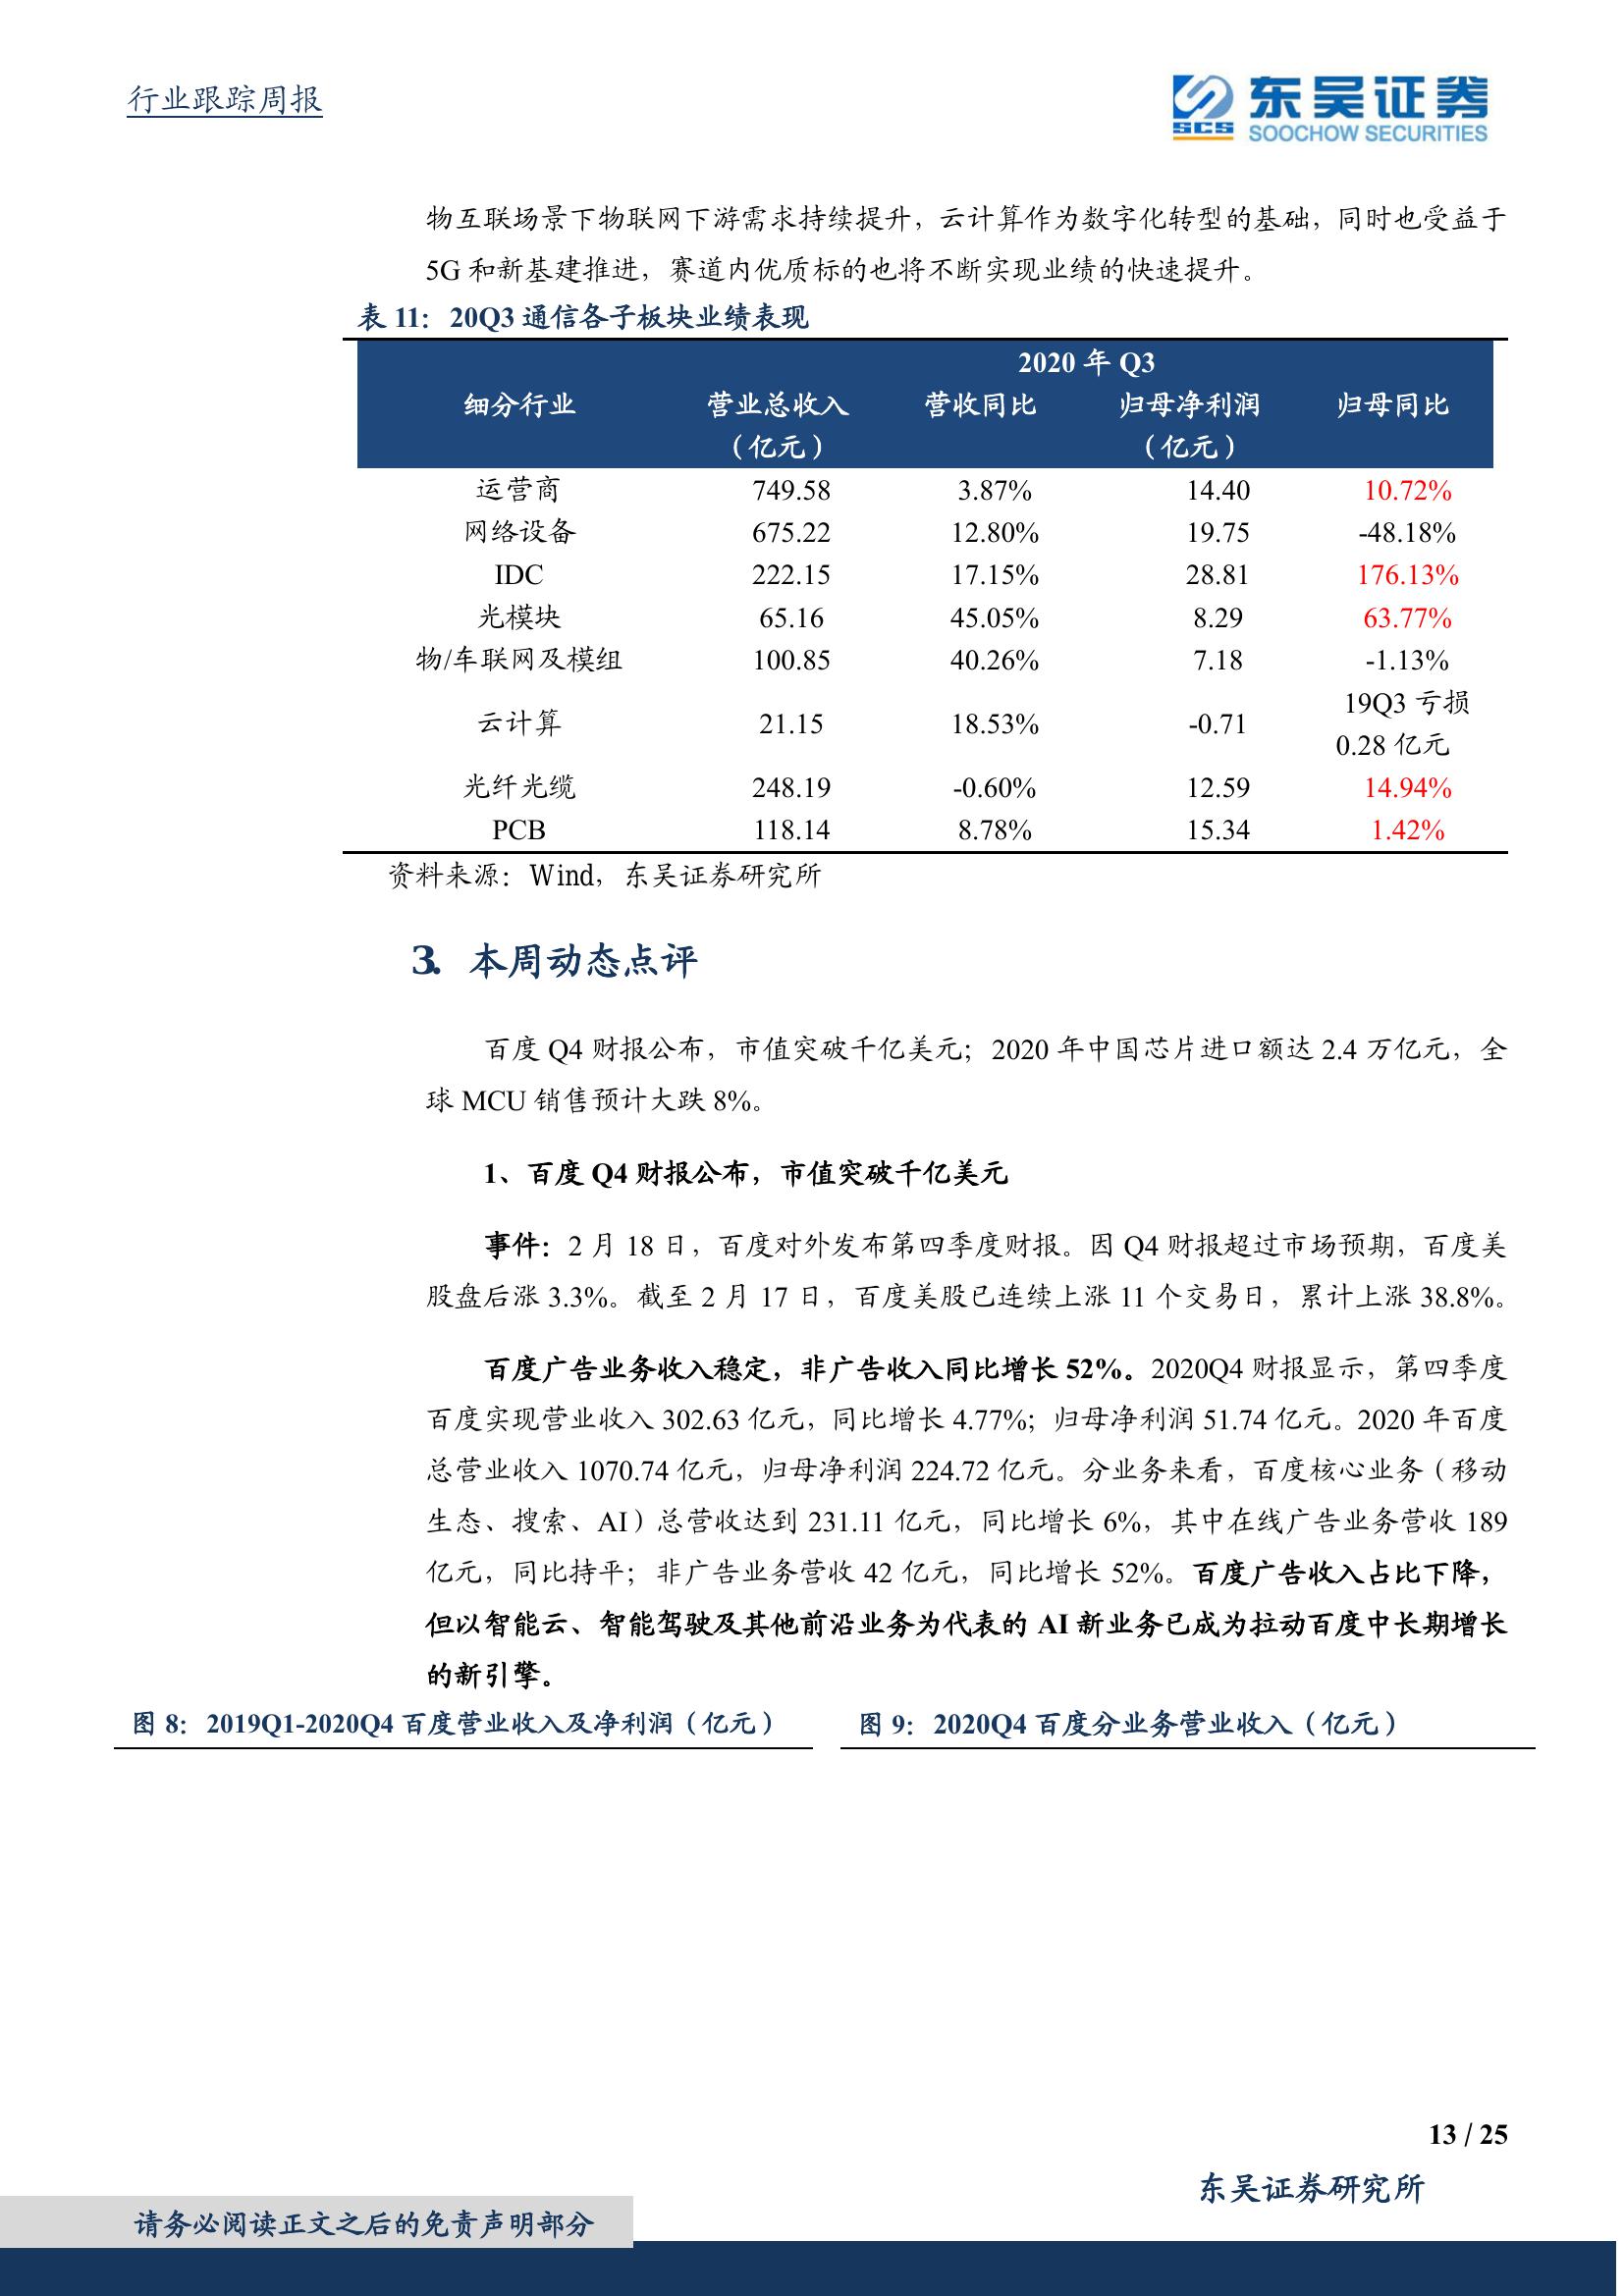 行业跟踪周报
东吴证券
SCS
SOOCHOW SECURITIES
物互联场景下物联网下游需求持续提升，云计算作为数字化转型的基础，同时也受益于
5G 和新基建推进，赛道内优质标的也将不断实现业绩的快速提升。
表 11：20Q3 通信各子板块业绩表现
2020 年 Q3
细分行业 营业总收入 营收同比 归母净利润 归母同比
（亿元） （亿元）
运营商 749.58 3.87% 14.40 10.72%
网络设备 675.22 12.80% 19.75 -48.18%
IDC 222.15 17.15% 28.81 176.13%
光模块 65.16 45.05% 8.29 63.77%
物/车联网及模组 100.85 40.26% 7.18 -1.13%
云计算 21.15 18.53% -0.71 19Q3 亏损
0.28 亿元
光纤光缆 248.19 -0.60% 12.59 14.94%
PCB 118.14 8.78% 15.34 1.42%
资料来源：Wind，东吴证券研究所
3. 本周动态点评
百度 Q4 财报公布，市值突破千亿美元；2020 年中国芯片进口额达 2.4 万亿元，全
球 MCU 销售预计大跌 8%。
1、百度 Q4 财报公布，市值突破千亿美元
事件：2 月 18 日，百度对外发布第四季度财报。因 Q4 财报超过市场预期，百度美
股盘后涨 3.3%。截至 2 月 17 日，百度美股已连续上涨 11 个交易日，累计上涨 38.8%。
百度广告业务收入稳定，非广告收入同比增长 52%。2020Q4 财报显示，第四季度
百度实现营业收入 302.63 亿元，同比增长 4.77%；归母净利润 51.74 亿元。2020 年百度
总营业收入 1070.74 亿元，归母净利润 224.72 亿元。分业务来看，百度核心业务（移动
生态、搜索、AI）总营收达到 231.11 亿元，同比增长 6%，其中在线广告业务营收 189
亿元，同比持平；非广告业务营收 42 亿元，同比增长 52%。百度广告收入占比下降，
但以智能云、智能驾驶及其他前沿业务为代表的 AI 新业务已成为拉动百度中长期增长
的新引擎。
图 8：2019Q1-2020Q4 百度营业收入及净利润（亿元）
图 9：2020Q4 百度分业务营业收入（亿元）
13 / 25
东吴证券研究所
请务必阅读正文之后的免责声明部分